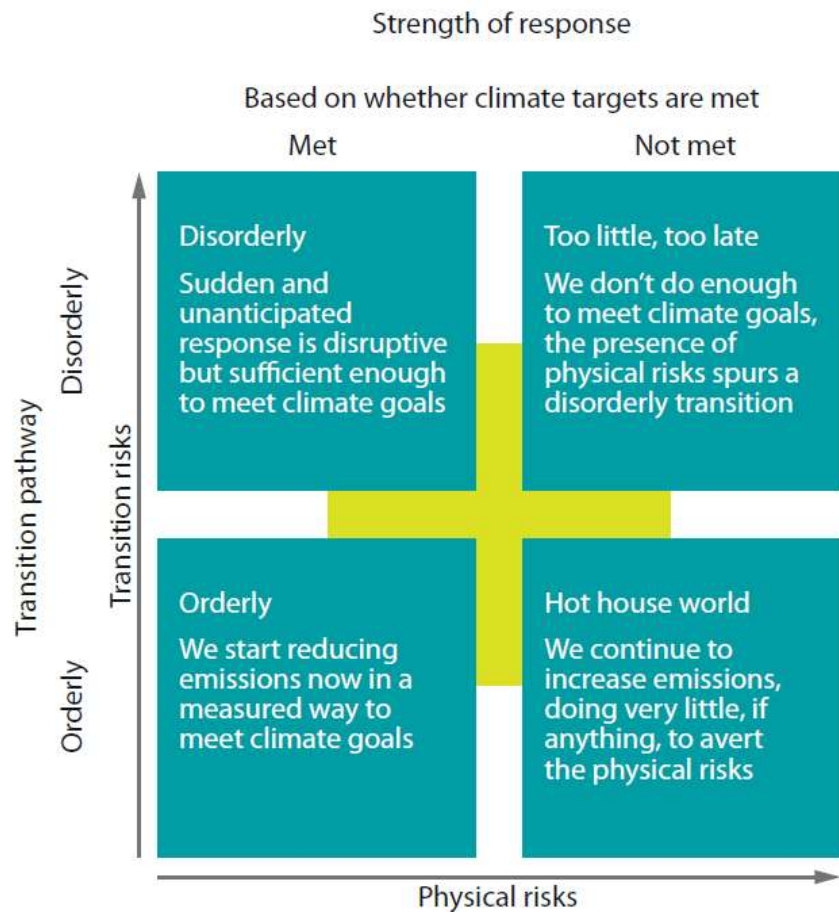 Strength of response
Based on whether climate targets are met
Met
Not met
Transition pathway
Disorderly
Orderly
Transition risks
Disorderly
Sudden and
unanticipated
response is disruptive
but sufficient enough
to meet climate goals
Too little, too late
We don’t do enough
to meet climate goals,
the presence of
physical risks spurs a
disorderly transition
Orderly
We start reducing
emissions now in a
measured way to
meet climate goals
Hot house world
We continue to
increase emissions,
doing very little, if
anything, to avert
the physical risks
Physical risks